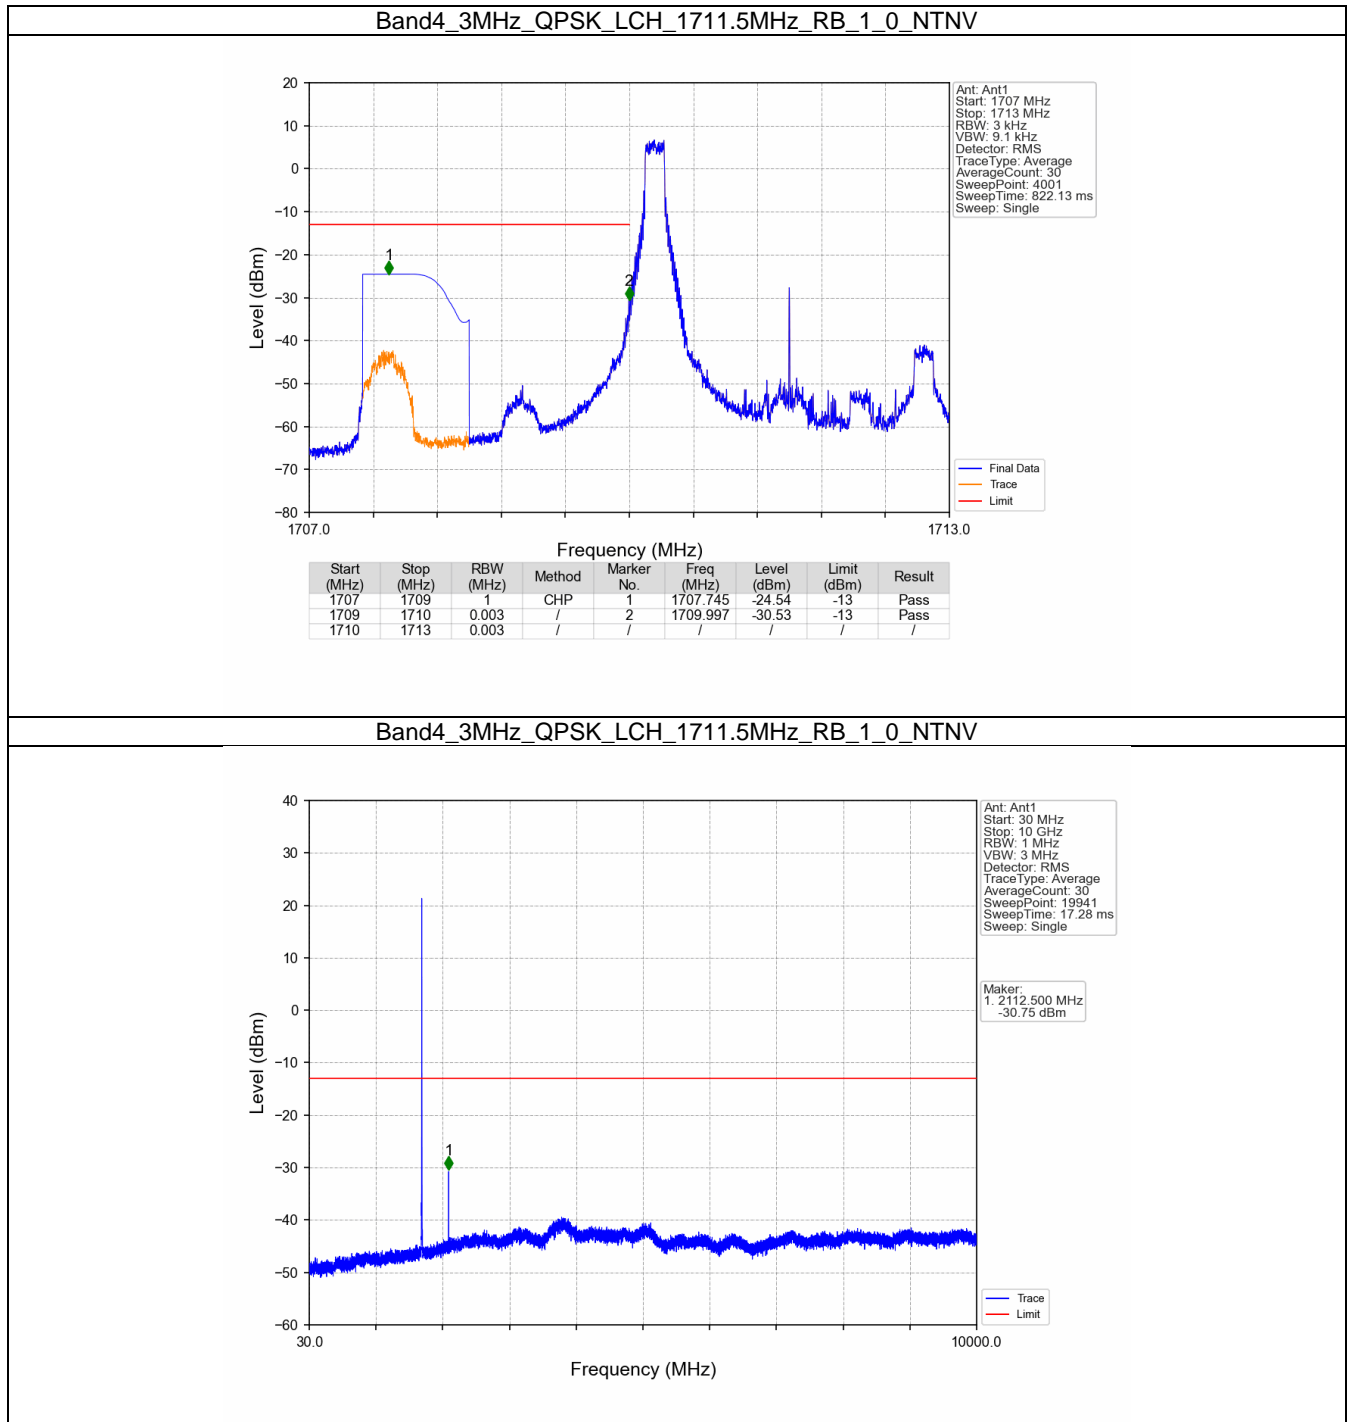 Band4_3MHz_QPSK_LCH_1711.5MHz_RB_1_0_NTNV
20
10
0
−10
−20
−30
−40
−50
−60
−70
−80
Level (dBm)
1
2
1707.0
1713.0
Frequency (MHz)
Ant: Ant1
Start: 1707 MHz
Stop: 1713 MHz
RBW: 3 kHz
VBW: 9.1 kHz
Detector: RMS
TraceType: Average
AverageCount: 30
SweepPoint: 4001
SweepTime: 822.13 ms
Sweep: Single
Final Data
Trace
Limit
Start (MHz) Stop (MHz) RBW (MHz) Method Marker No. Freq (MHz) Level (dBm) Limit (dBm) Result
1707 1709 1 CHP 1 1707.745 -24.54 -13 Pass
1709 1710 0.003 / 2 1709.997 -30.53 -13 Pass
1710 1713 0.003 / / / / / /
Band4_3MHz_QPSK_LCH_1711.5MHz_RB_1_0_NTNV
40
30
20
10
0
−10
−20
−30
−40
−50
−60
Level (dBm)
1
30.0
10000.0
Frequency (MHz)
Ant: Ant1
Start: 30 MHz
Stop: 10 GHz
RBW: 1 MHz
VBW: 3 MHz
Detector: RMS
TraceType: Average
AverageCount: 30
SweepPoint: 19941
SweepTime: 17.28 ms
Sweep: Single
Maker:
1. 2112.500 MHz
-30.75 dBm
Trace
Limit